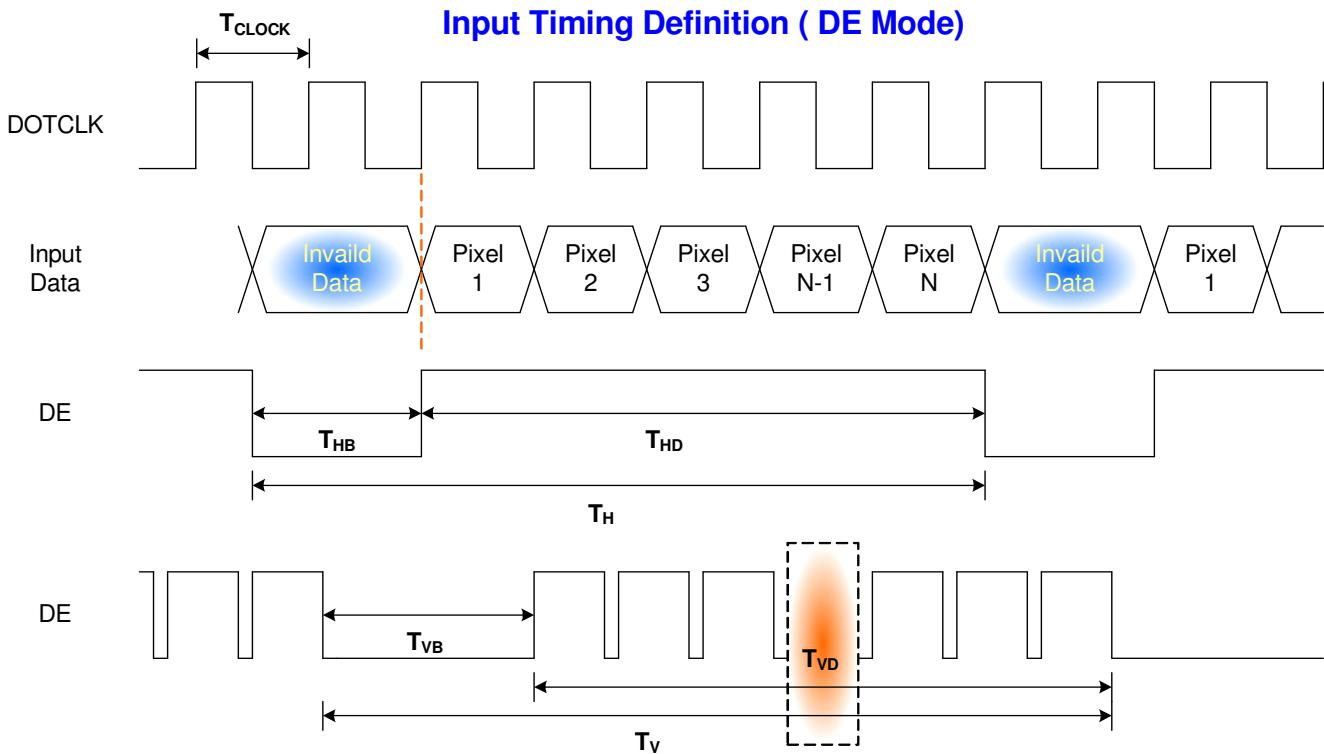 Input Timing Definition ( DE Mode)
TCLOCK
DOTCLK
Input
Data
Invaild
Data
Pixel
1
Pixel
2
Pixel
3
Pixel
N-1
Pixel
N
Invaild
Data
Pixel
1
DE
THB
THD
TH
DE
TVB
TVD
TV